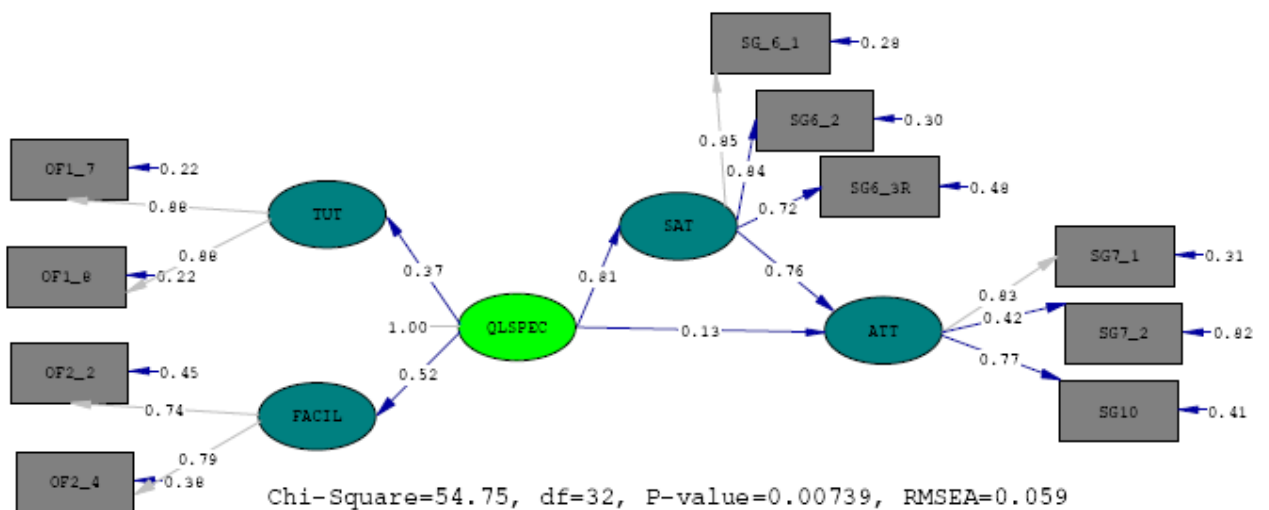 SG_6_1
0.28
SG6_2
0.30
0.85
0.84
OF1_7
0.22
SG6_3R
0.48
0.72
0.88
TUT
SAT
OF1_8
0.22
0.88
0.37
0.81
0.76
SG7_1
0.31
0.83
1.00
QLSPEC
0.13
ATT
0.42
SG7_2
0.82
OF2_2
0.45
0.52
0.77
0.74
FACIL
SG10
0.41
0.79
OF2_4
0.38
Chi-Square=54.75, df=32, P-value=0.00739, RMSEA=0.059